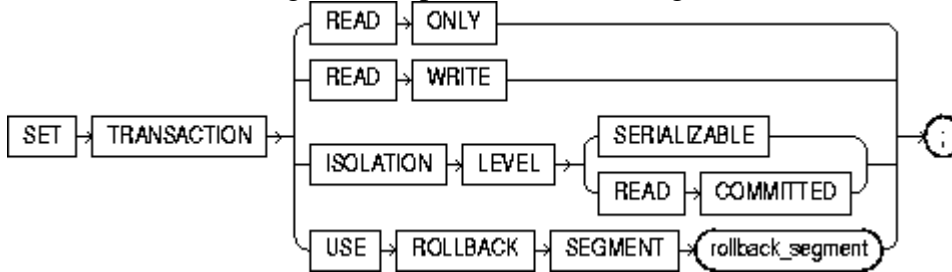 READ ONLY
READ WRITE
SET TRANSACTION
ISOLATION LEVEL
SERIALIZABLE
READ COMMITTED
USE ROLLBACK SEGMENT rollback_segment
;